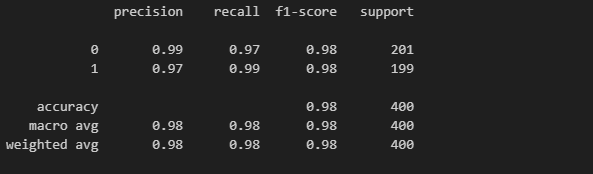 precision recall f1-score support
0 0.99 0.97 0.98 201
1 0.97 0.99 0.98 199
accuracy 0.98 400
macro avg 0.98 0.98 0.98 400
weighted avg 0.98 0.98 0.98 400